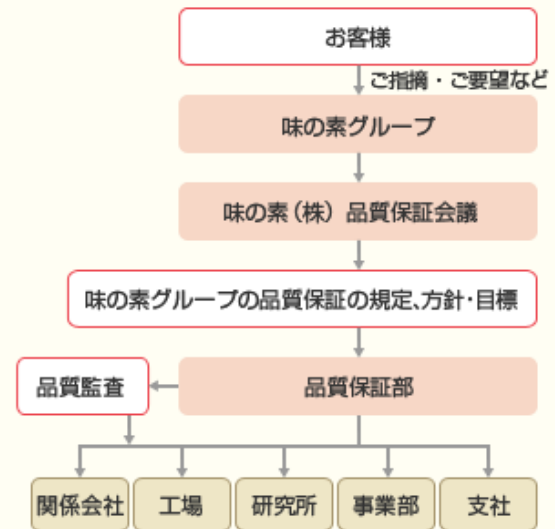 お客様
ご指摘・ご要望など
味の素グループ
味の素(株) 品質保証会議
味の素グループの品質保証の規定、方針・目標
品質監査
品質保証部
関係会社
工場
研究所
事業部
支社